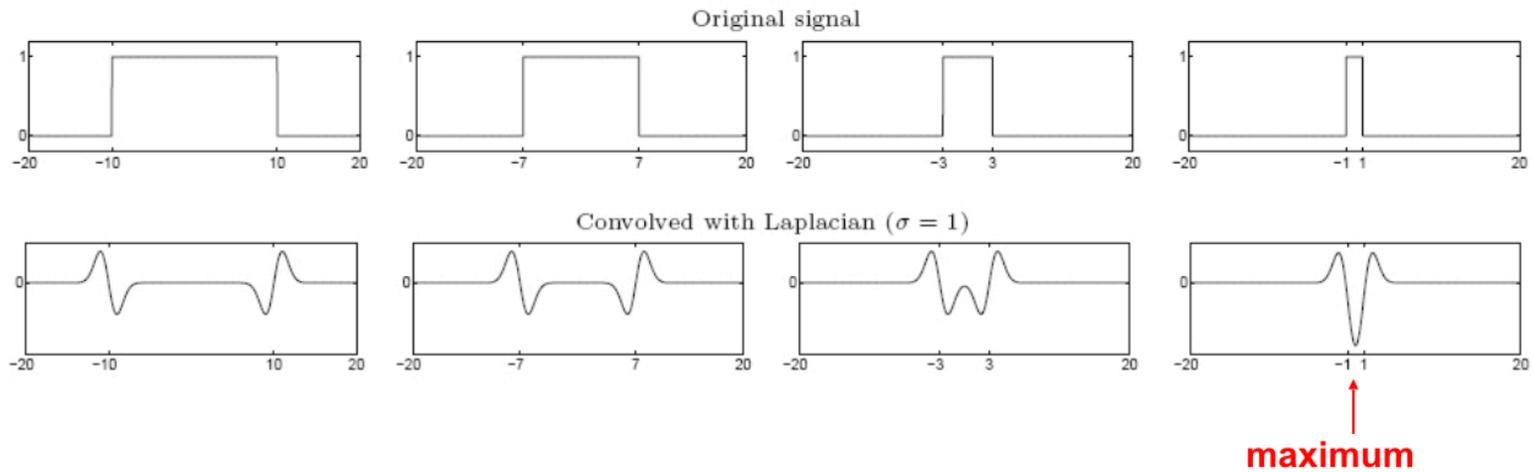 Original signal
1 1 1 1
0 0 0 0
−20 −10 10 20 −20 −7 7 20 −20 −3 3 20 −20 −1 1 20
Convolved with Laplacian (σ = 1)
0 0 0 0
−20 −10 10 20 −20 −7 7 20 −20 −3 3 20 −20 −1 1 20
maximum